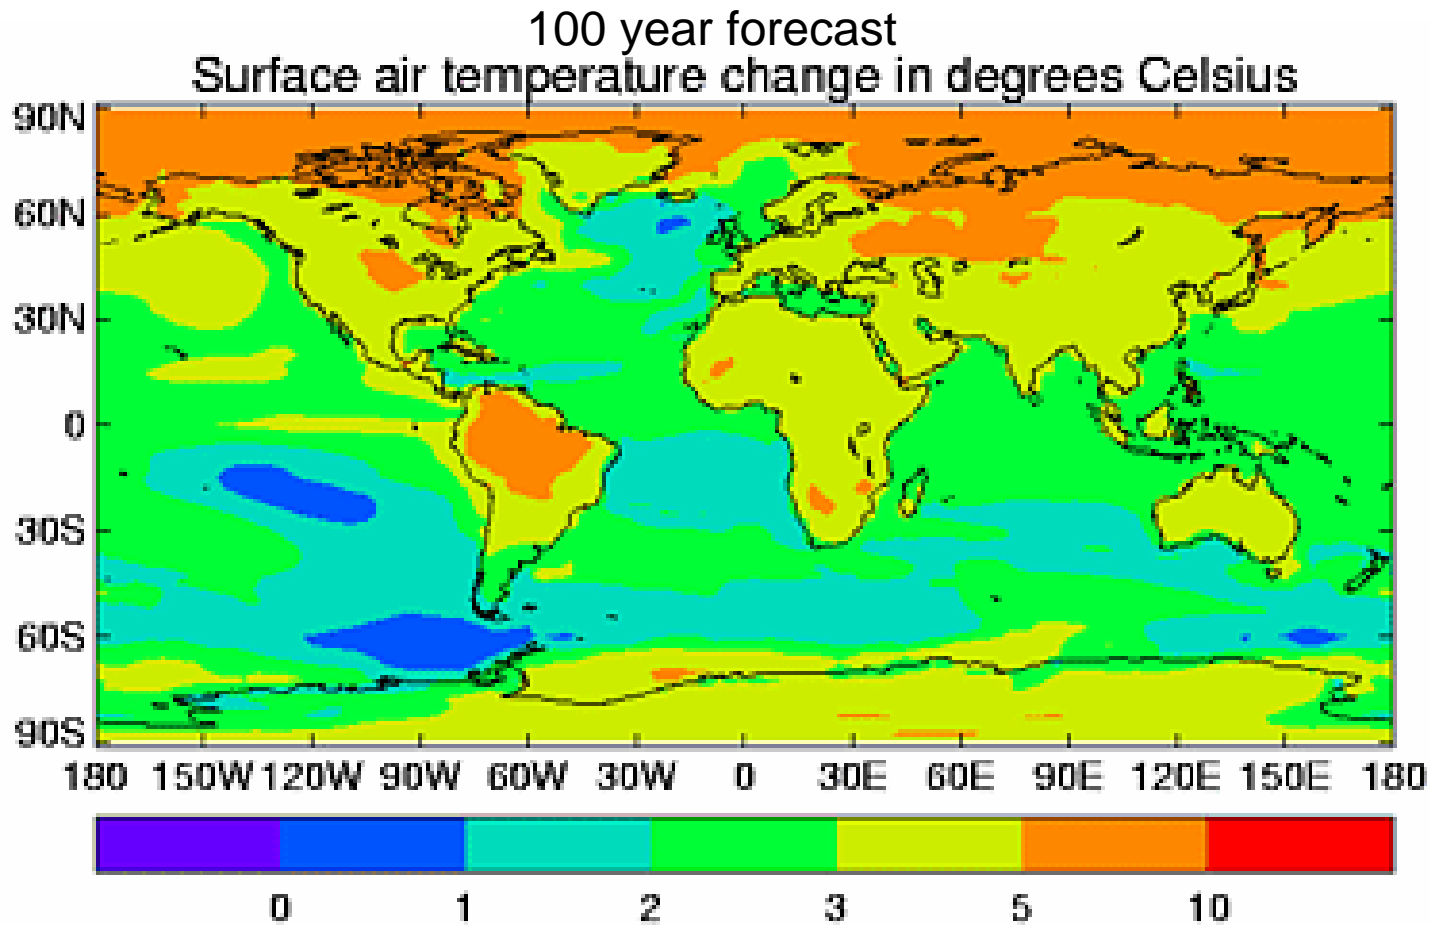 100 year forecast
Surface air temperature change in degrees Celsius
90N
60N
30N
0
30S
60S
90S
180 150W 120W 90W 60W 30W 0 30E 60E 90E 120E 150E 180
0 1 2 3 5 10